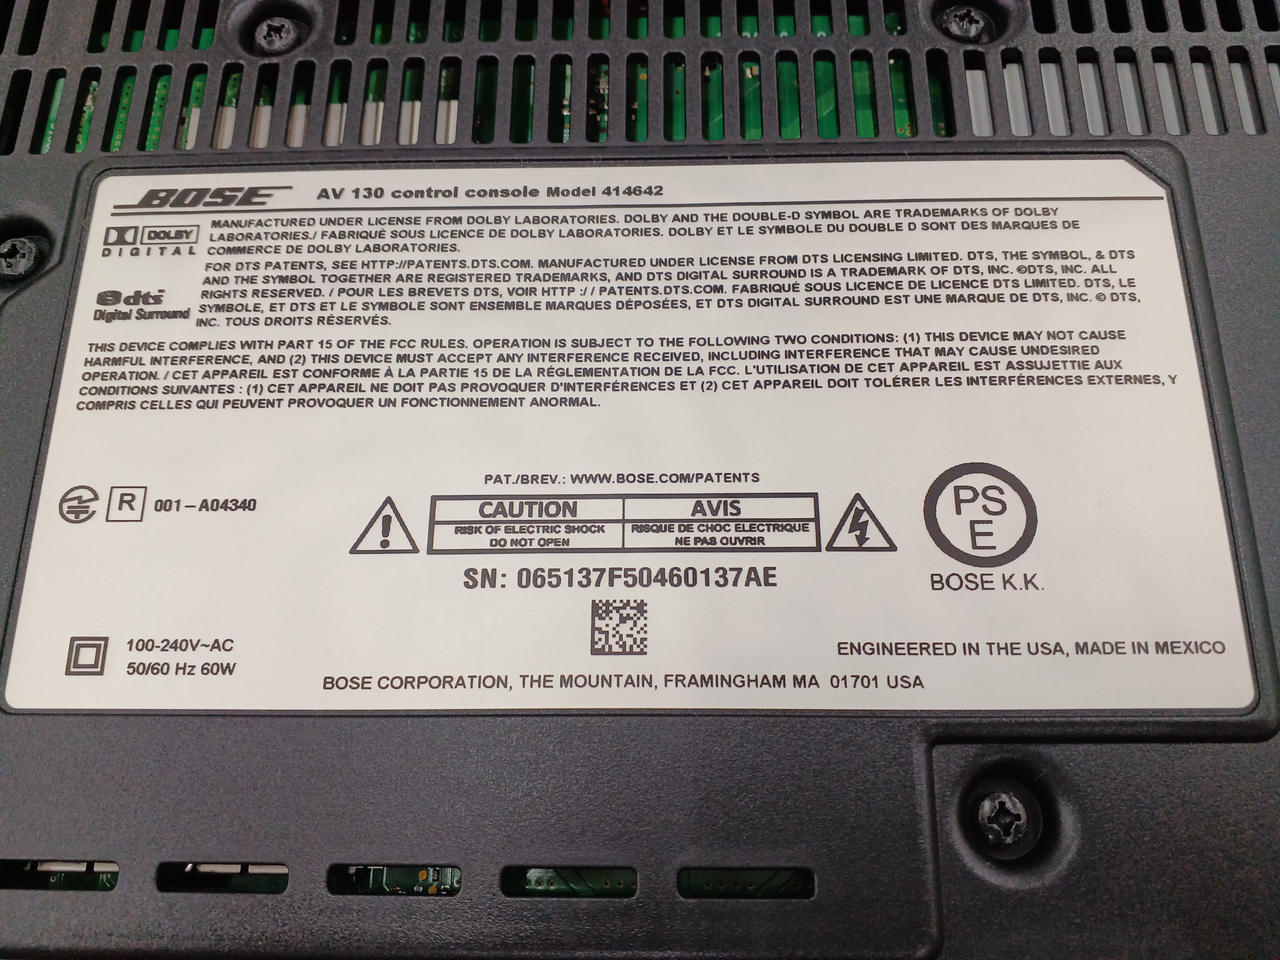 BOSE AV 130 control console Model 414642
DOLBY
DIGITAL
MANUFACTURED UNDER LICENSE FROM DOLBY LABORATORIES. DOLBY AND THE DOUBLE-D SYMBOL ARE TRADEMARKS OF DOLBY
LABORATORIES./ FABRIQUÉ SOUS LICENCE DE DOLBY LABORATORIES. DOLBY ET LE SYMBOLE DU DOUBLE D SONT DES MARQUES DE
COMMERCE DE DOLBY LABORATORIES.
dts
Digital Surround
FOR DTS PATENTS, SEE HTTP://PATENTS.DTS.COM. MANUFACTURED UNDER LICENSE FROM DTS LICENSING LIMITED. DTS, THE SYMBOL, & DTS
AND THE SYMBOL TOGETHER ARE REGISTERED TRADEMARKS, AND DTS DIGITAL SURROUND IS A TRADEMARK OF DTS, INC. ©DTS, INC. ALL
RIGHTS RESERVED. / POUR LES BREVETS DTS, VOIR HTTP : / / PATENTS.DTS.COM. FABRIQUÉ SOUS LICENCE DE LICENCE DTS LIMITED. DTS, LE
SYMBOLE, ET DTS ET LE SYMBOLE SONT ENSEMBLE MARQUES DÉPOSÉES, ET DTS DIGITAL SURROUND EST UNE MARQUE DE DTS, INC. © DTS,
INC. TOUS DROITS RÉSERVÉS.
THIS DEVICE COMPLIES WITH PART 15 OF THE FCC RULES. OPERATION IS SUBJECT TO THE FOLLOWING TWO CONDITIONS: (1) THIS DEVICE MAY NOT CAUSE
HARMFUL INTERFERENCE, AND (2) THIS DEVICE MUST ACCEPT ANY INTERFERENCE RECEIVED, INCLUDING INTERFERENCE THAT MAY CAUSE UNDESIRED
OPERATION. / CET APPAREIL EST CONFORME À LA PARTIE 15 DE LA RÉGLEMENTATION DE LA FCC. L'UTILISATION DE CET APPAREIL EST ASSUJETTIE AUX
CONDITIONS SUIVANTES : (1) CET APPAREIL NE DOIT PAS PROVOQUER D'INTERFÉRENCES ET (2) CET APPAREIL DOIT TOLÉRER LES INTERFÉRENCES EXTERNES, Y
COMPRIS CELLES QUI PEUVENT PROVOQUER UN FONCTIONNEMENT ANORMAL.
R 001-A04340
PAT./BREV.: WWW.BOSE.COM/PATENTS
CAUTION AVIS
RISK OF ELECTRIC SHOCK RISQUE DE CHOC ELECTRIQUE
DO NOT OPEN NE PAS OUVRIR
PS
E
BOSE K.K.
SN: 065137F50460137AE
100-240V~AC
50/60 Hz 60W
ENGINEERED IN THE USA, MADE IN MEXICO
BOSE CORPORATION, THE MOUNTAIN, FRAMINGHAM MA 01701 USA